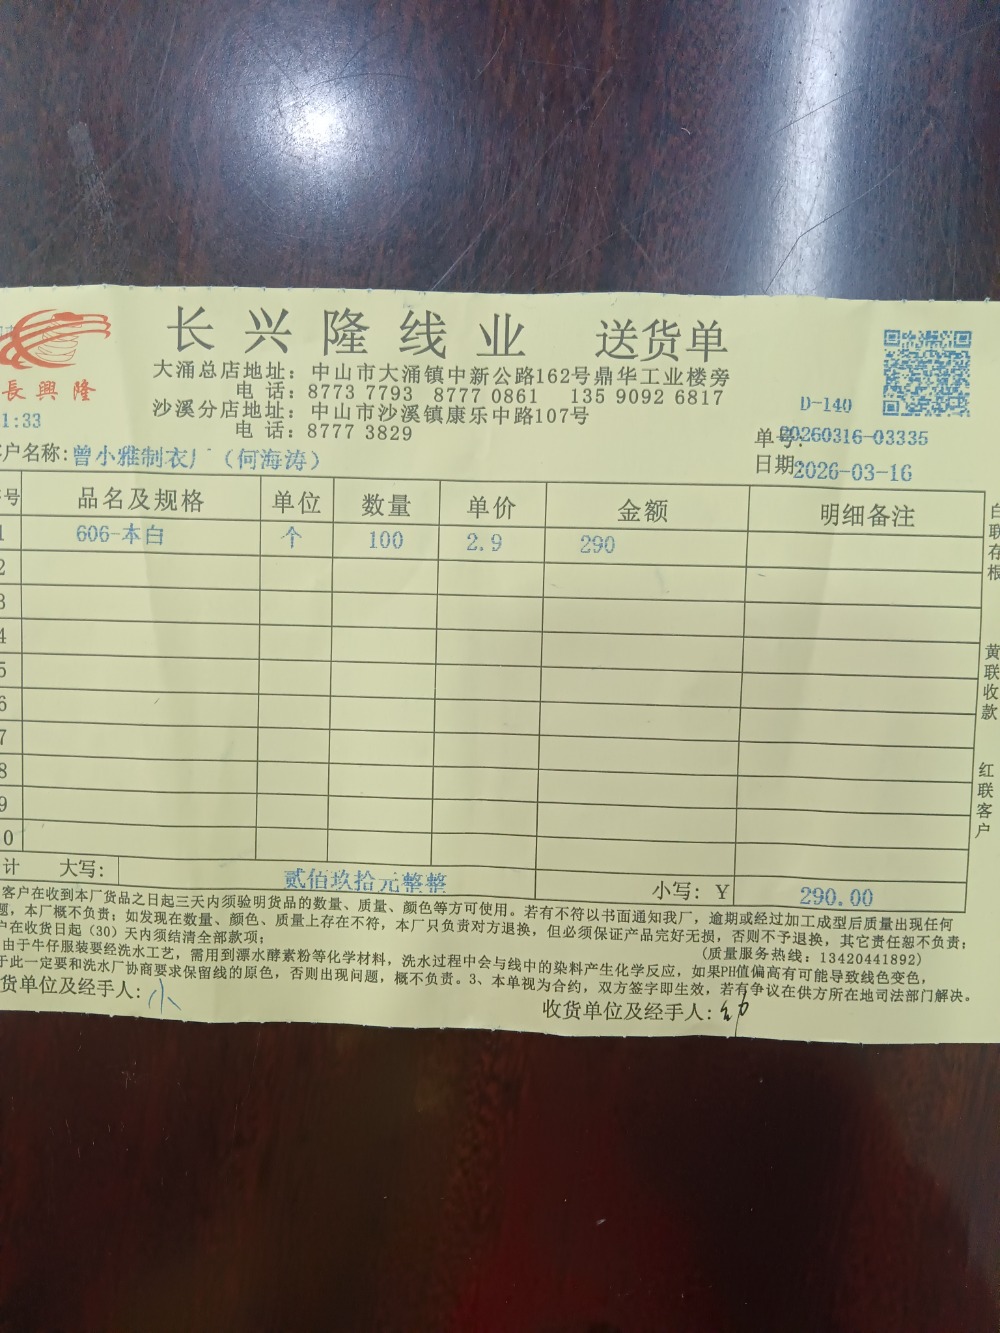 长兴隆线业 送货单
長興隆
大涌总店地址：中山市大涌镇中新公路162号鼎华工业楼旁
电 话：8773 7793 8777 0861 135 9092 6817
沙溪分店地址：中山市沙溪镇康乐中路107号
电 话：8777 3829
1:33
D-140
单号：20260316-03335
户名称：曾小雅制衣厂（何海涛）
日期：2026-03-16
号 品名及规格 单位 数量 单价 金额 明细备注
1 606-本白 个 100 2.9 290
2
3
4
5
6
7
8
9
0
计 大写： 贰佰玖拾元整整 小写：Y 290.00
白联存根
黄联收款
红联客户
客户在收到本厂货品之日起三天内须验明货品的数量、质量、颜色等方可使用。若有不符以书面通知我厂，逾期或经过加工成型后质量出现任何
题，本厂概不负责；如发现在数量、颜色、质量上存在不符，本厂只负责对方退换，但必须保证产品完好无损，否则不予退换，其它责任恕不负责；
户在收货日起（30）天内须结清全部款项； （质量服务热线：13420441892）
由于牛仔服装要经洗水工艺，需用到漂水酵素粉等化学材料，洗水过程中会与线中的染料产生化学反应，如果PH值偏高有可能导致线色变色，
于此一定要和洗水厂协商要求保留线的原色，否则出现问题，概不负责。3、本单视为合约，双方签字即生效，若有争议在供方所在地司法部门解决。
货单位及经手人：小
收货单位及经手人：